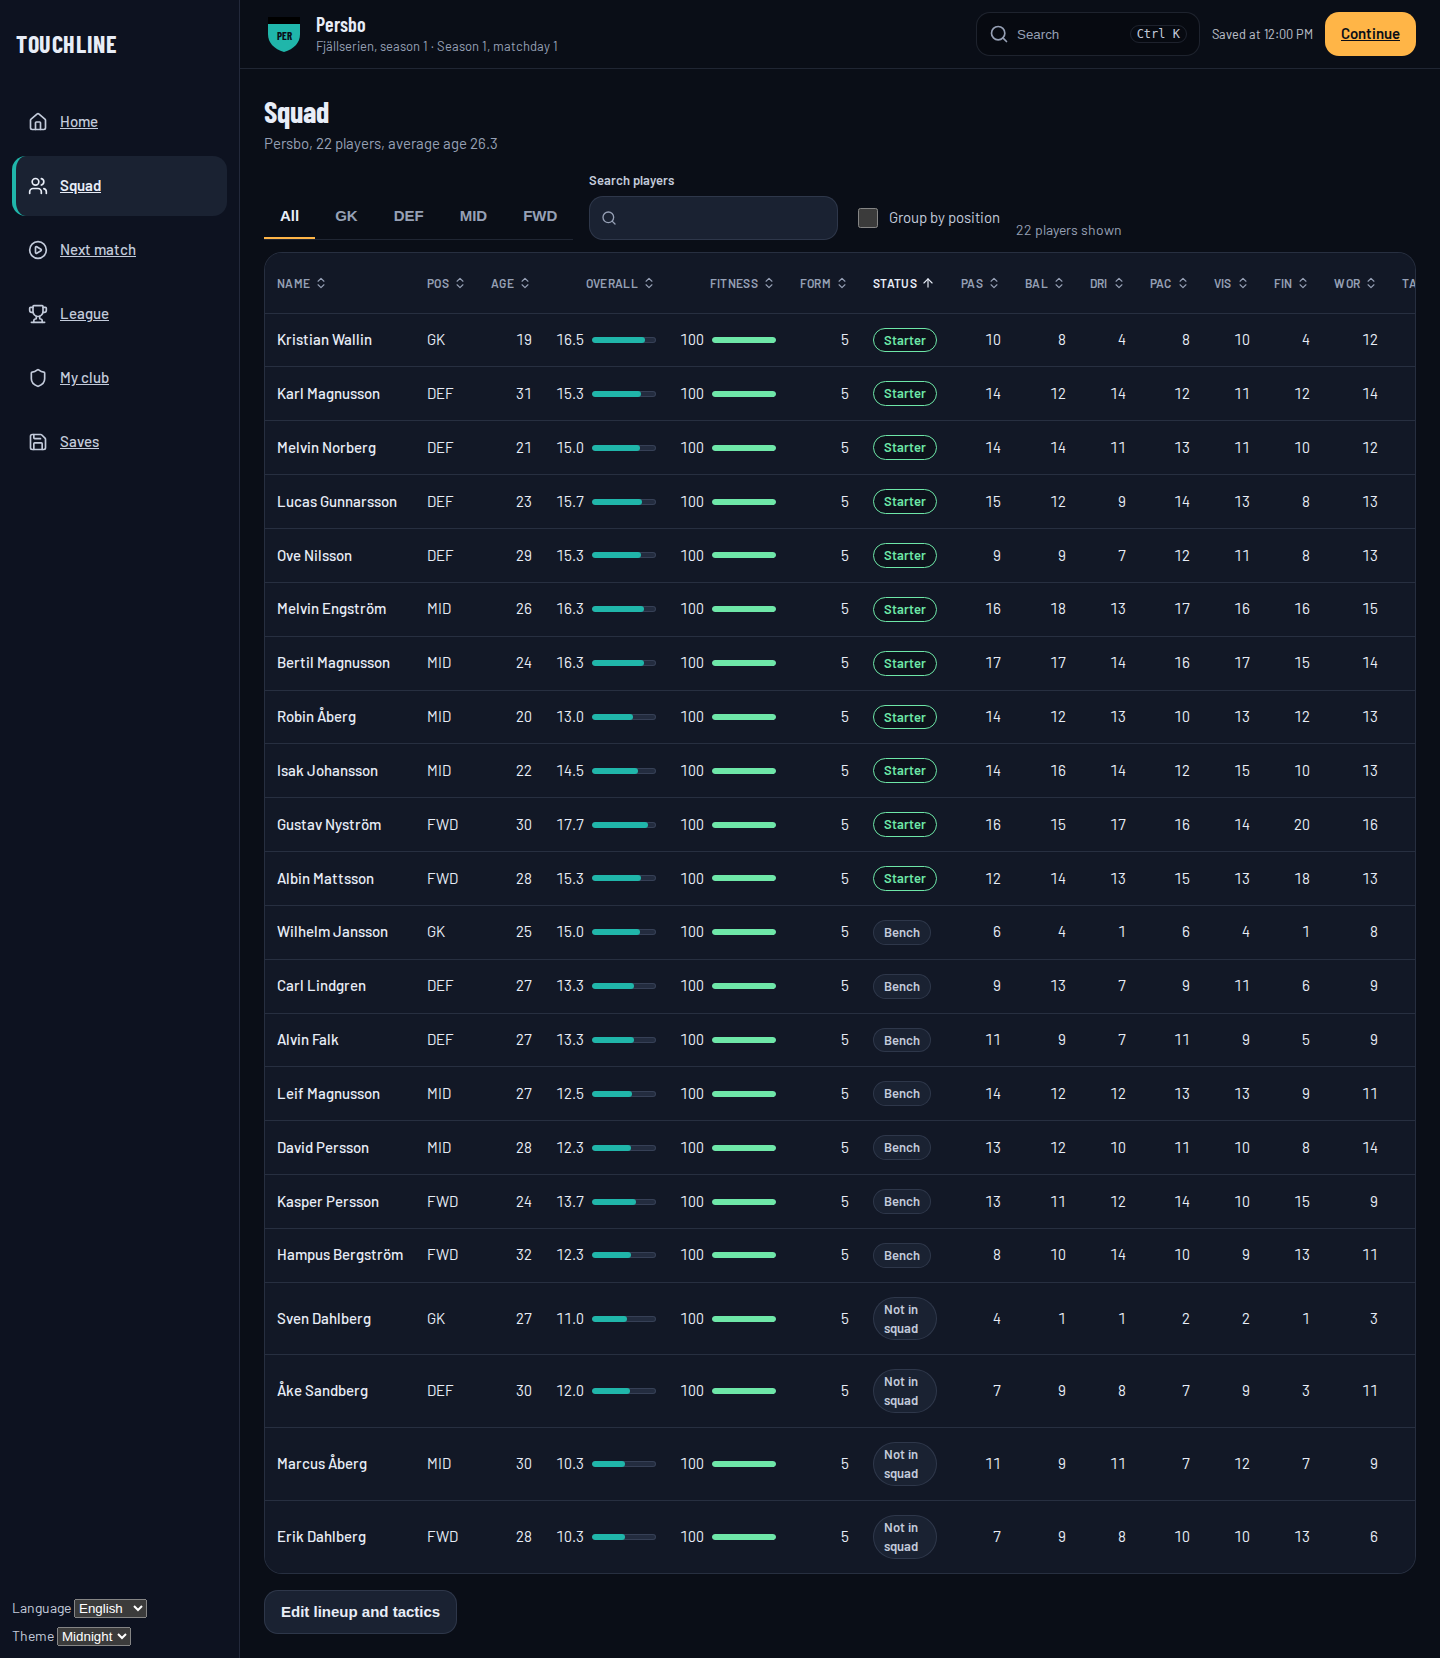 TOUCHLINE
Home
Squad
Next match
League
My club
Saves
Language English
Theme Midnight
PER
Persbo
Fjällserien, season 1 · Season 1, matchday 1
Search Ctrl K
Saved at 12:00 PM
Continue
Squad
Persbo, 22 players, average age 26.3
All GK DEF MID FWD
Search players
Group by position
22 players shown
NAME POS AGE OVERALL FITNESS FORM STATUS PAS BAL DRI PAC VIS FIN WOR TA
Kristian Wallin GK 19 16.5 100 5 Starter 10 8 4 8 10 4 12
Karl Magnusson DEF 31 15.3 100 5 Starter 14 12 14 12 11 12 14
Melvin Norberg DEF 21 15.0 100 5 Starter 14 14 11 13 11 10 12
Lucas Gunnarsson DEF 23 15.7 100 5 Starter 15 12 9 14 13 8 13
Ove Nilsson DEF 29 15.3 100 5 Starter 9 9 7 12 11 8 13
Melvin Engström MID 26 16.3 100 5 Starter 16 18 13 17 16 16 15
Bertil Magnusson MID 24 16.3 100 5 Starter 17 17 14 16 17 15 14
Robin Åberg MID 20 13.0 100 5 Starter 14 12 13 10 13 12 13
Isak Johansson MID 22 14.5 100 5 Starter 14 16 14 12 15 10 13
Gustav Nyström FWD 30 17.7 100 5 Starter 16 15 17 16 14 20 16
Albin Mattsson FWD 28 15.3 100 5 Starter 12 14 13 15 13 18 13
Wilhelm Jansson GK 25 15.0 100 5 Bench 6 4 1 6 4 1 8
Carl Lindgren DEF 27 13.3 100 5 Bench 9 13 7 9 11 6 9
Alvin Falk DEF 27 13.3 100 5 Bench 11 9 7 11 9 5 9
Leif Magnusson MID 27 12.5 100 5 Bench 14 12 12 13 13 9 11
David Persson MID 28 12.3 100 5 Bench 13 12 10 11 10 8 14
Kasper Persson FWD 24 13.7 100 5 Bench 13 11 12 14 10 15 9
Hampus Bergström FWD 32 12.3 100 5 Bench 8 10 14 10 9 13 11
Sven Dahlberg GK 27 11.0 100 5 Not in squad 4 1 1 2 2 1 3
Åke Sandberg DEF 30 12.0 100 5 Not in squad 7 9 8 7 9 3 11
Marcus Åberg MID 30 10.3 100 5 Not in squad 11 9 11 7 12 7 9
Erik Dahlberg FWD 28 10.3 100 5 Not in squad 7 9 8 10 10 13 6
Edit lineup and tactics